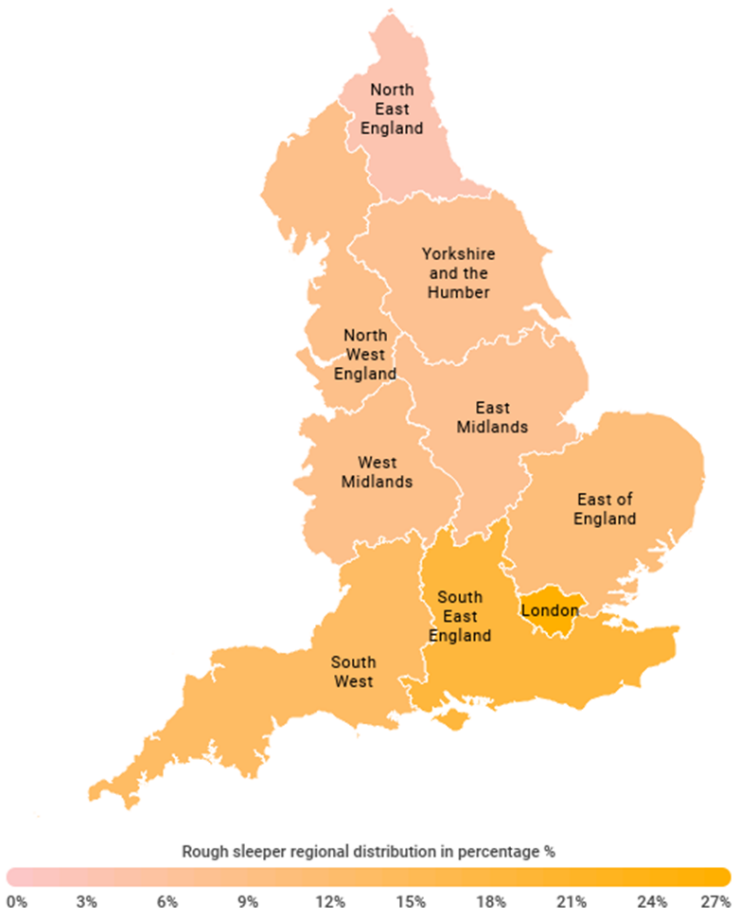 North
East
England
Yorkshire
and the
Humber
North
West
England
East
Midlands
West
Midlands
East of
England
South
East
England
London
South
West
Rough sleeper regional distribution in percentage %
0% 3% 6% 9% 12% 15% 18% 21% 24% 27%